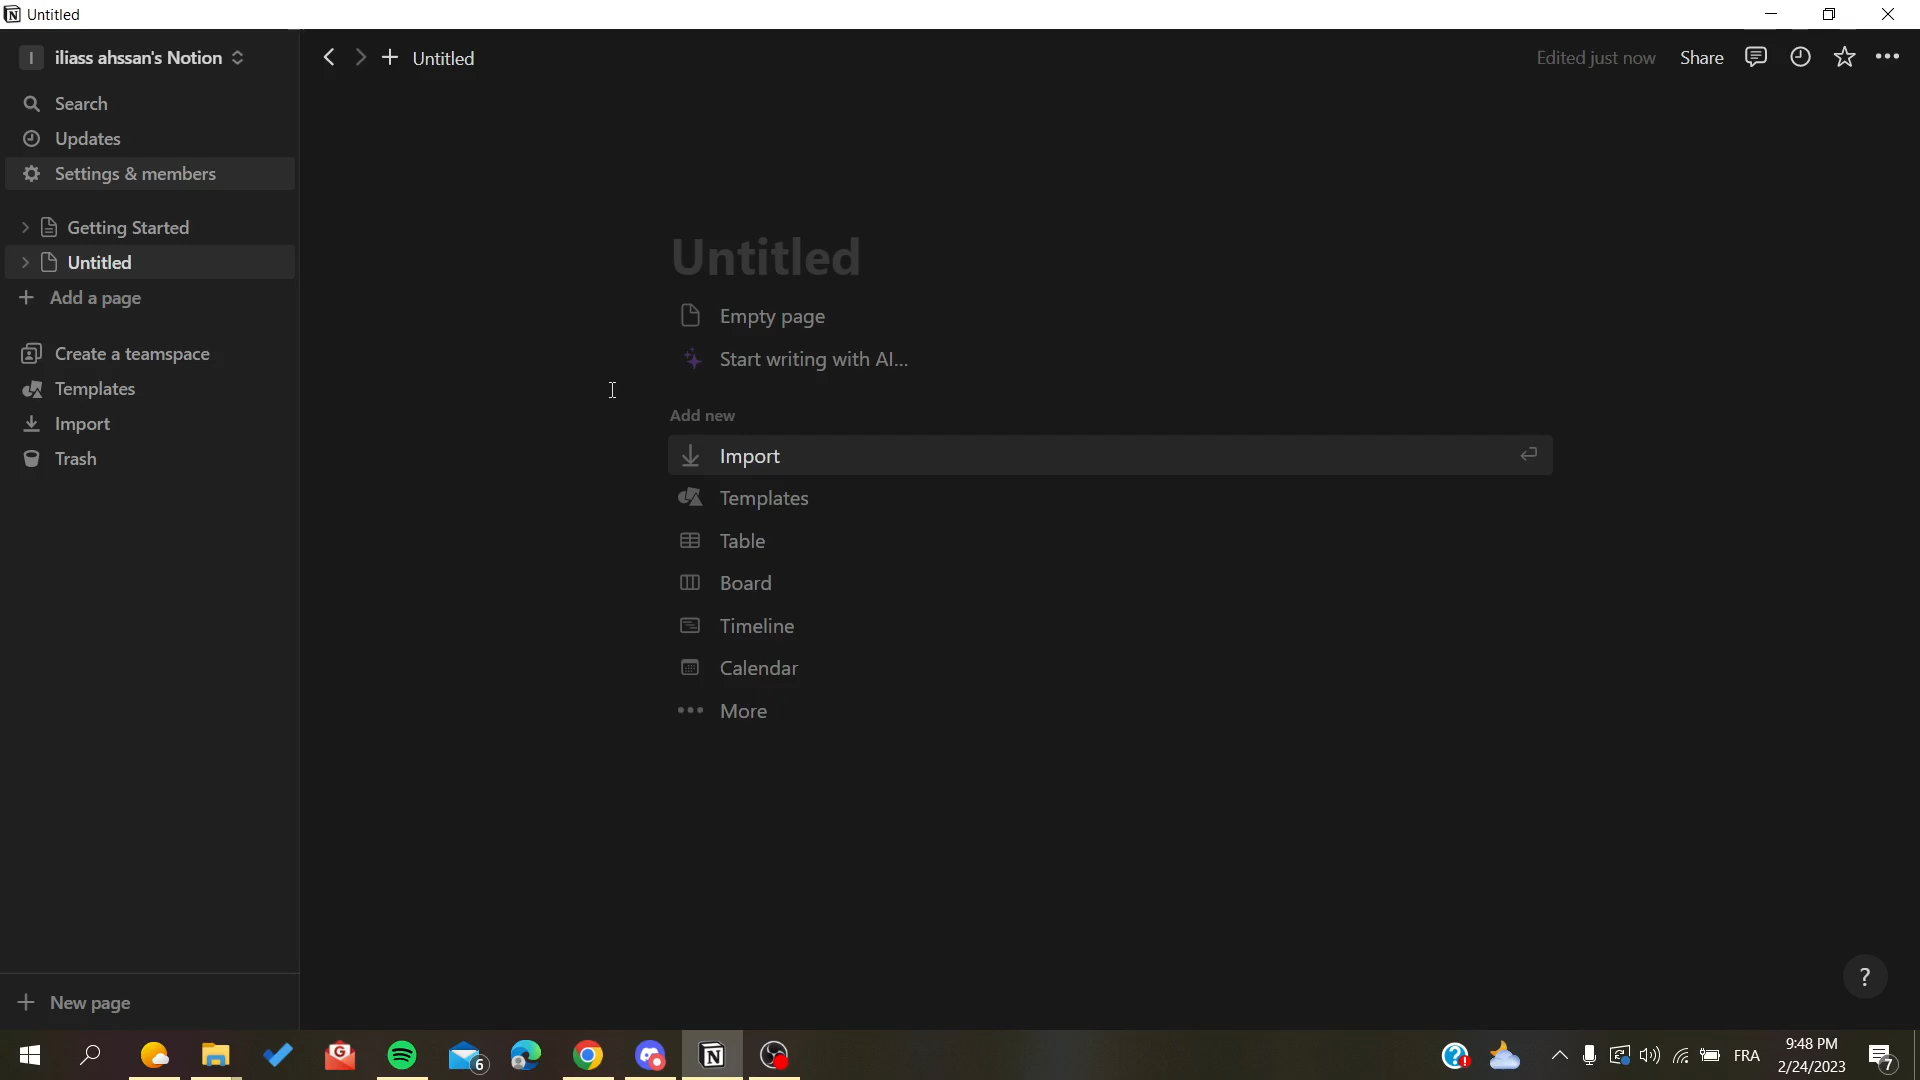 Untitled
iliass ahssan's Notion
Untitled
Edited just now
Share
Search
Updates
Settings & members
Getting Started
Untitled
Add a page
Create a teamspace
Templates
Import
Trash
New page
Untitled
Empty page
Start writing with AI...
Add new
Import
Templates
Table
Board
Timeline
Calendar
More
?
6
FRA
9:48 PM
2/24/2023
7